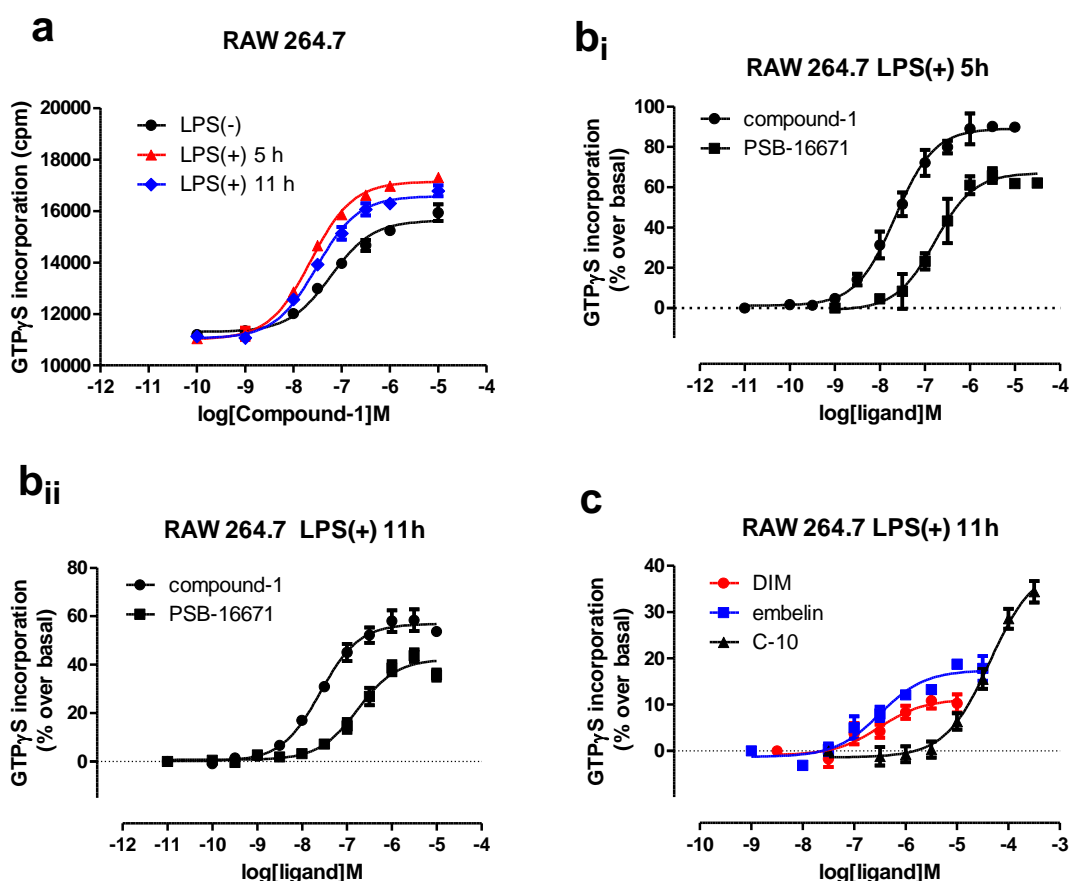 a
RAW 264.7
GTPγS incorporation (cpm)
20000
18000
16000
14000
12000
10000
LPS(-)
LPS(+) 5 h
LPS(+) 11 h
-12 -11 -10 -9 -8 -7 -6 -5 -4
log[Compound-1]M
bi
RAW 264.7 LPS(+) 5h
GTPγS incorporation
(% over basal)
100
80
60
40
20
0
compound-1
PSB-16671
-12 -11 -10 -9 -8 -7 -6 -5 -4
log[ligand]M
bii
RAW 264.7 LPS(+) 11h
GTPγS incorporation
(% over basal)
80
60
40
20
0
compound-1
PSB-16671
-12 -11 -10 -9 -8 -7 -6 -5 -4
log[ligand]M
c
RAW 264.7 LPS(+) 11h
GTPγS incorporation
(% over basal)
40
30
20
10
0
DIM
embelin
C-10
-10 -9 -8 -7 -6 -5 -4 -3
log[ligand]M